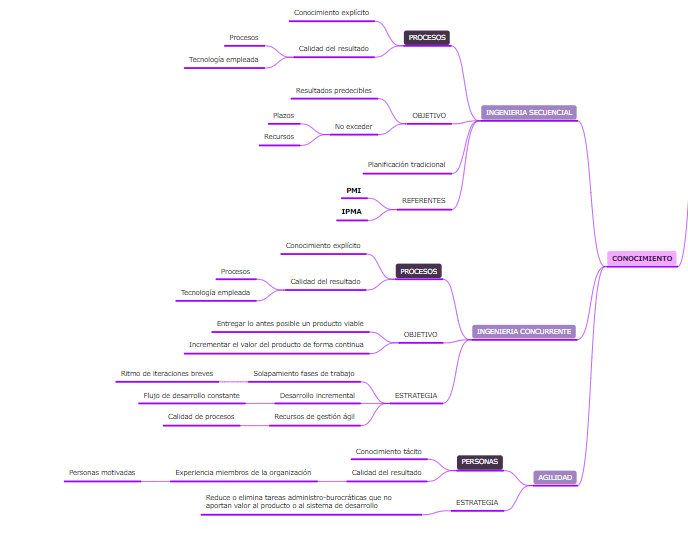 Conocimiento explícito
PROCESOS
Procesos
Calidad del resultado
Tecnología empleada
Resultados predecibles
INGENIERIA SECUENCIAL
Plazos
OBJETIVO
No exceder
Recursos
Planificación tradicional
PMI
REFERENTES
IPMA
Conocimiento explícito
CONOCIMIENTO
PROCESOS
Procesos
Calidad del resultado
Tecnología empleada
Entregar lo antes posible un producto viable
INGENIERIA CONCURRENTE
OBJETIVO
Incrementar el valor del producto de forma continua
Ritmo de iteraciones breves
Solapamiento fases de trabajo
Flujo de desarrollo constante
Desarrollo incremental
ESTRATEGIA
Calidad de procesos
Recursos de gestión ágil
Conocimiento tácito
PERSONAS
Personas motivadas
Experiencia miembros de la organización
Calidad del resultado
AGILIDAD
Reduce o elimina tareas administro-burocráticas que no
aportan valor al producto o al sistema de desarrollo
ESTRATEGIA